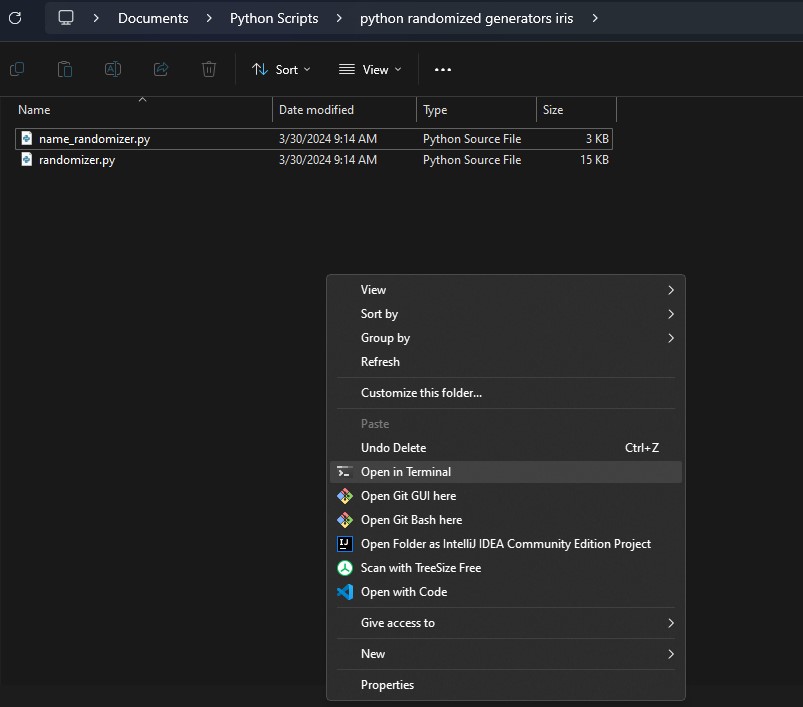 Documents > Python Scripts > python randomized generators iris >
Sort View ...
Name Date modified Type Size
name_randomizer.py 3/30/2024 9:14 AM Python Source File 3 KB
randomizer.py 3/30/2024 9:14 AM Python Source File 15 KB
View
Sort by
Group by
Refresh
Customize this folder...
Paste
Undo Delete Ctrl+Z
Open in Terminal
Open Git GUI here
Open Git Bash here
IJ Open Folder as IntelliJ IDEA Community Edition Project
Scan with TreeSize Free
Open with Code
Give access to
New
Properties